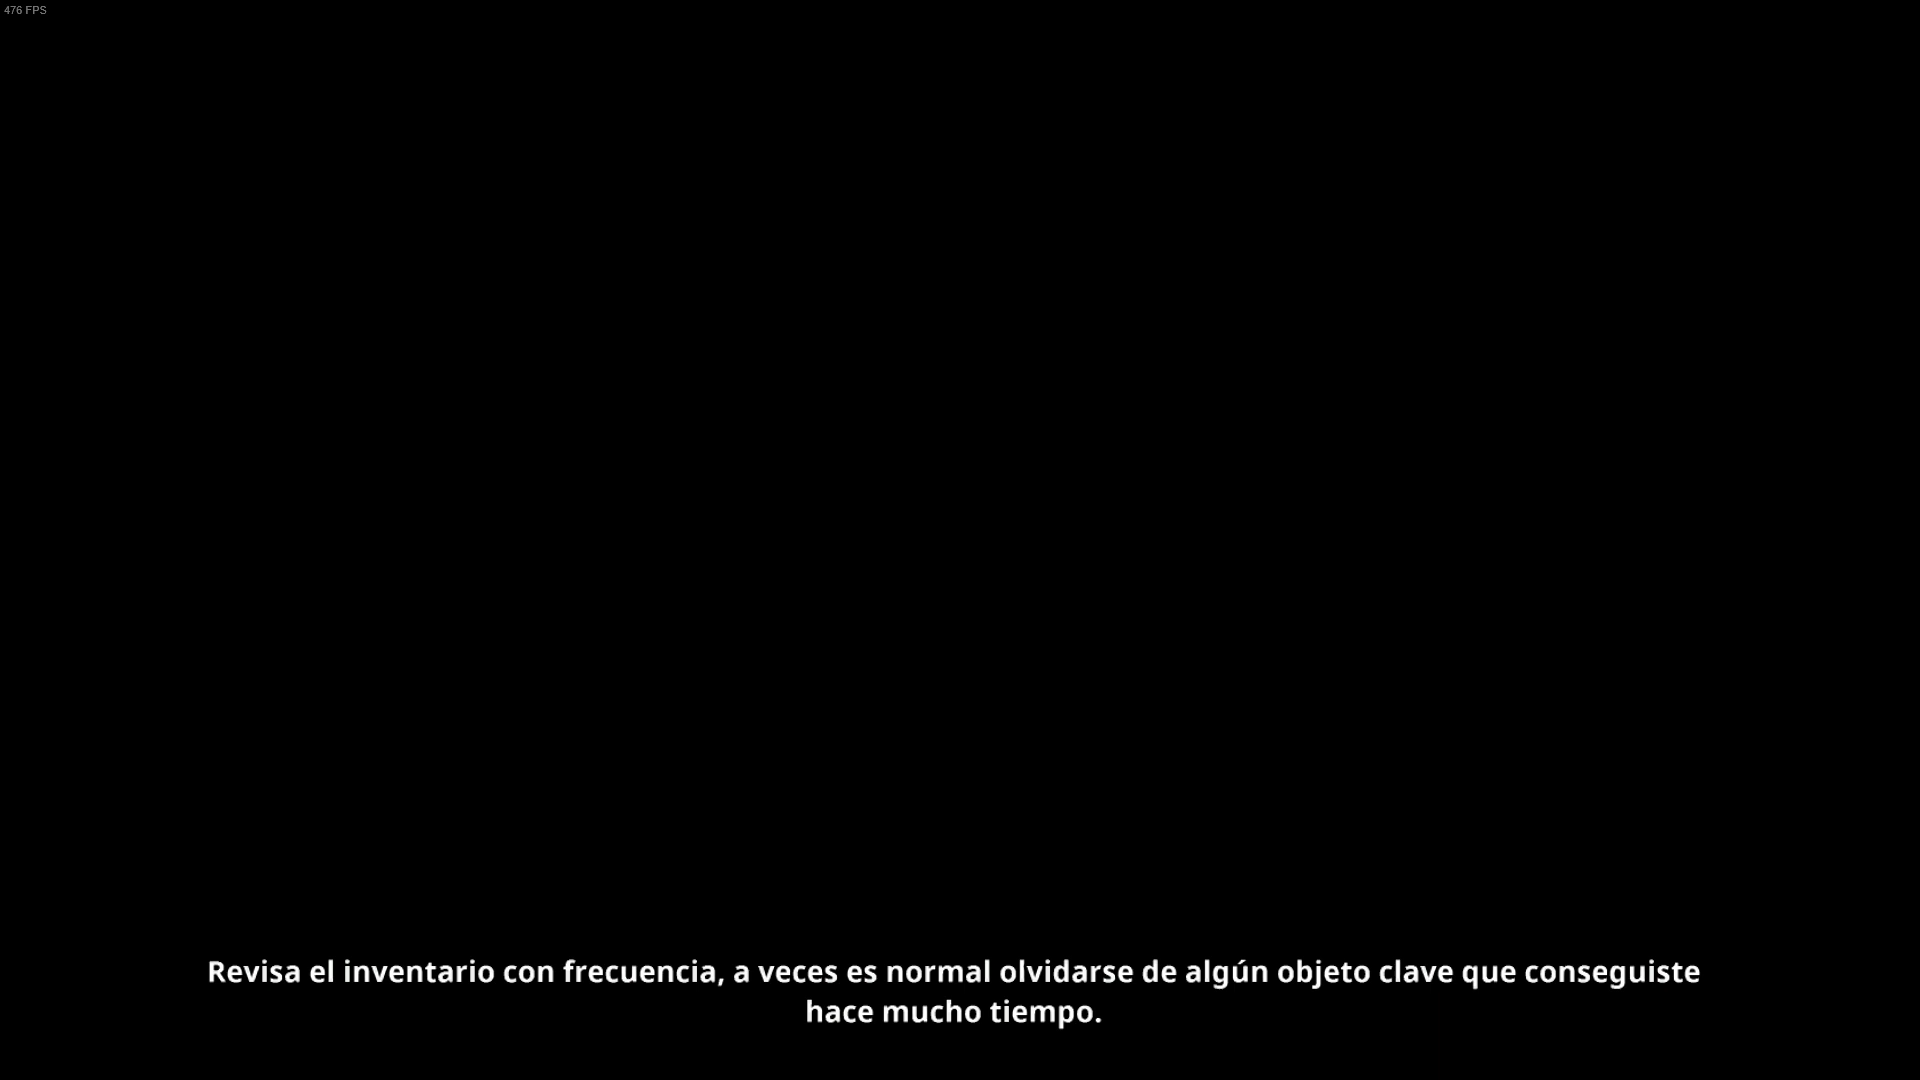 476 FPS
Revisa el inventario con frecuencia, a veces es normal olvidarse de algún objeto clave que conseguiste
hace mucho tiempo.